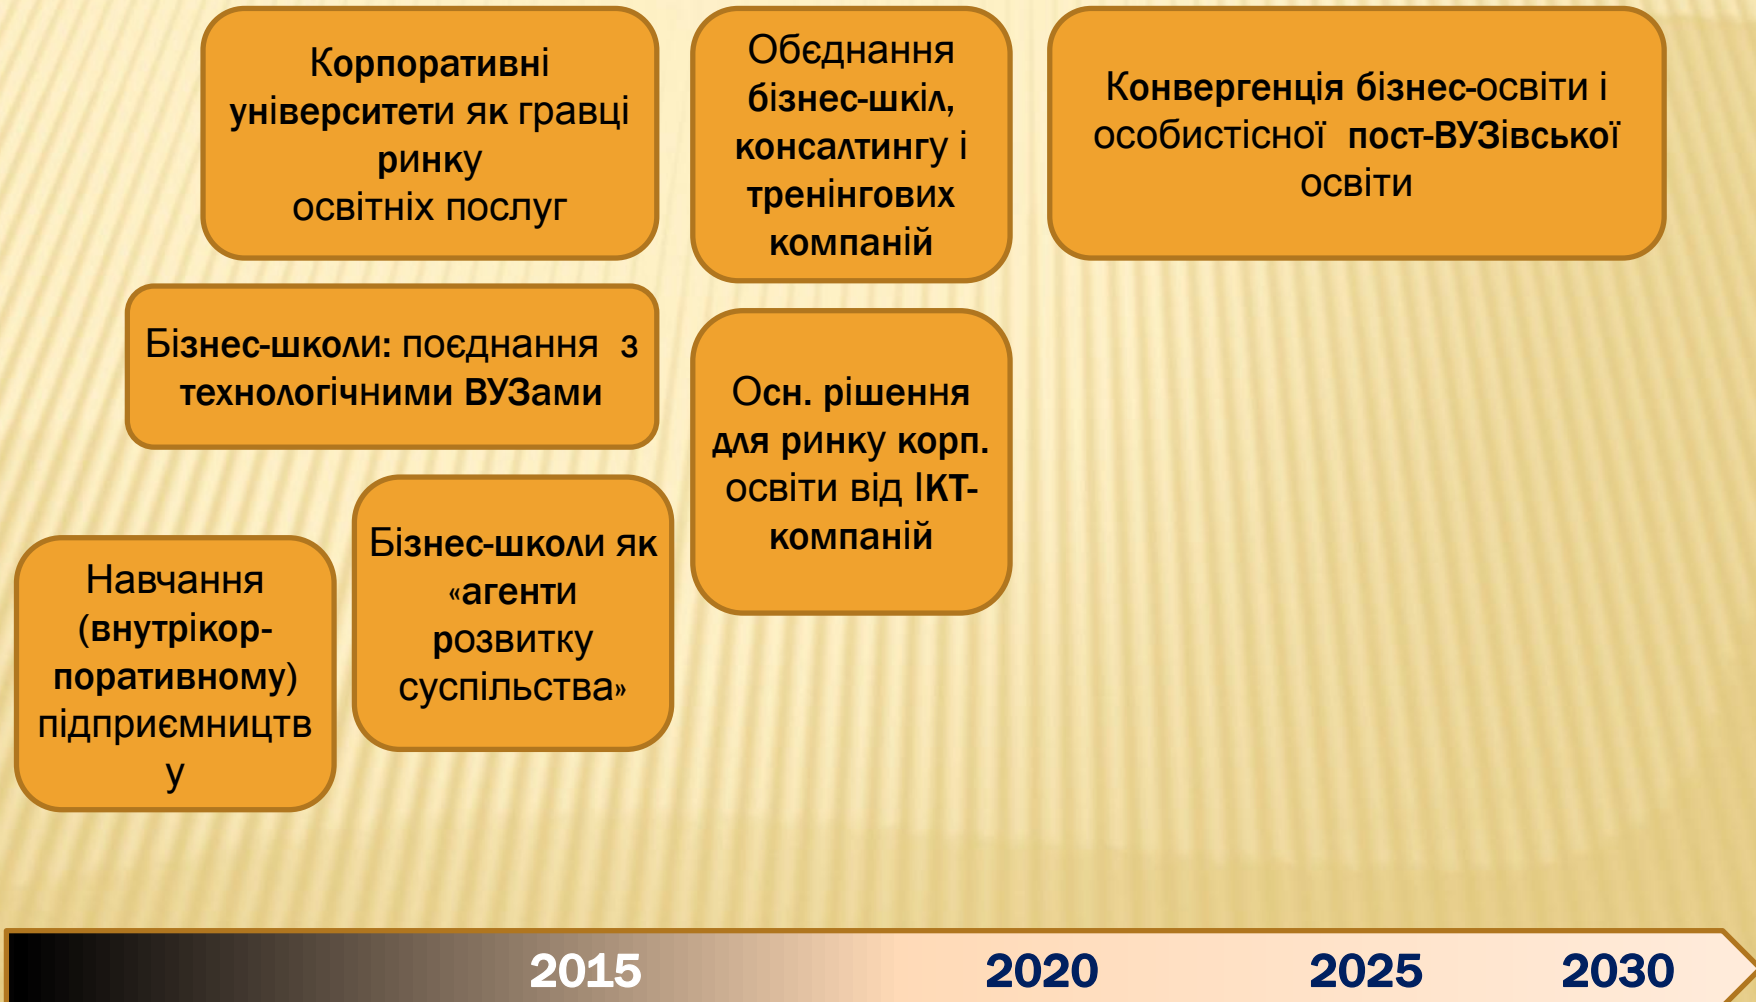 Корпоративні
університети як гравці
ринку
освітніх послуг
Обєднання
бізнес-шкіл,
консалтингу і
тренінгових
компаній
Конвергенція бізнес-освіти і
особистісної пост-ВУЗівської
освіти
Бізнес-школи: поєднання з
технологічними ВУЗами
Осн. рішення
для ринку корп.
освіти від ІКТ-
компаній
Бізнес-школи як
«агенти
розвитку
суспільства»
Навчання
(внутрікор-
поративному)
підприємництв
у
2015 2020 2025 2030